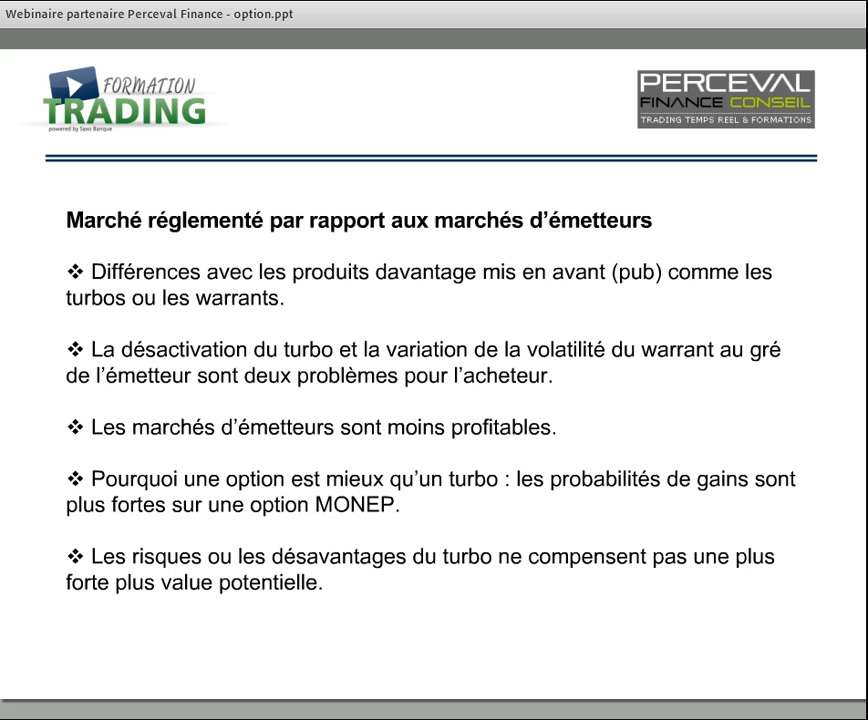 Webinaire partenaire Perceval Finance - option.ppt
FORMATION
TRADING
powered by Saxo Banque
PERCEVAL
FINANCE CONSEIL
TRADING TEMPS REEL & FORMATIONS
Marché réglementé par rapport aux marchés d’émetteurs
❖ Différences avec les produits davantage mis en avant (pub) comme les
turbos ou les warrants.
❖ La désactivation du turbo et la variation de la volatilité du warrant au gré
de l’émetteur sont deux problèmes pour l’acheteur.
❖ Les marchés d’émetteurs sont moins profitables.
❖ Pourquoi une option est mieux qu’un turbo : les probabilités de gains sont
plus fortes sur une option MONEP.
❖ Les risques ou les désavantages du turbo ne compensent pas une plus
forte plus value potentielle.